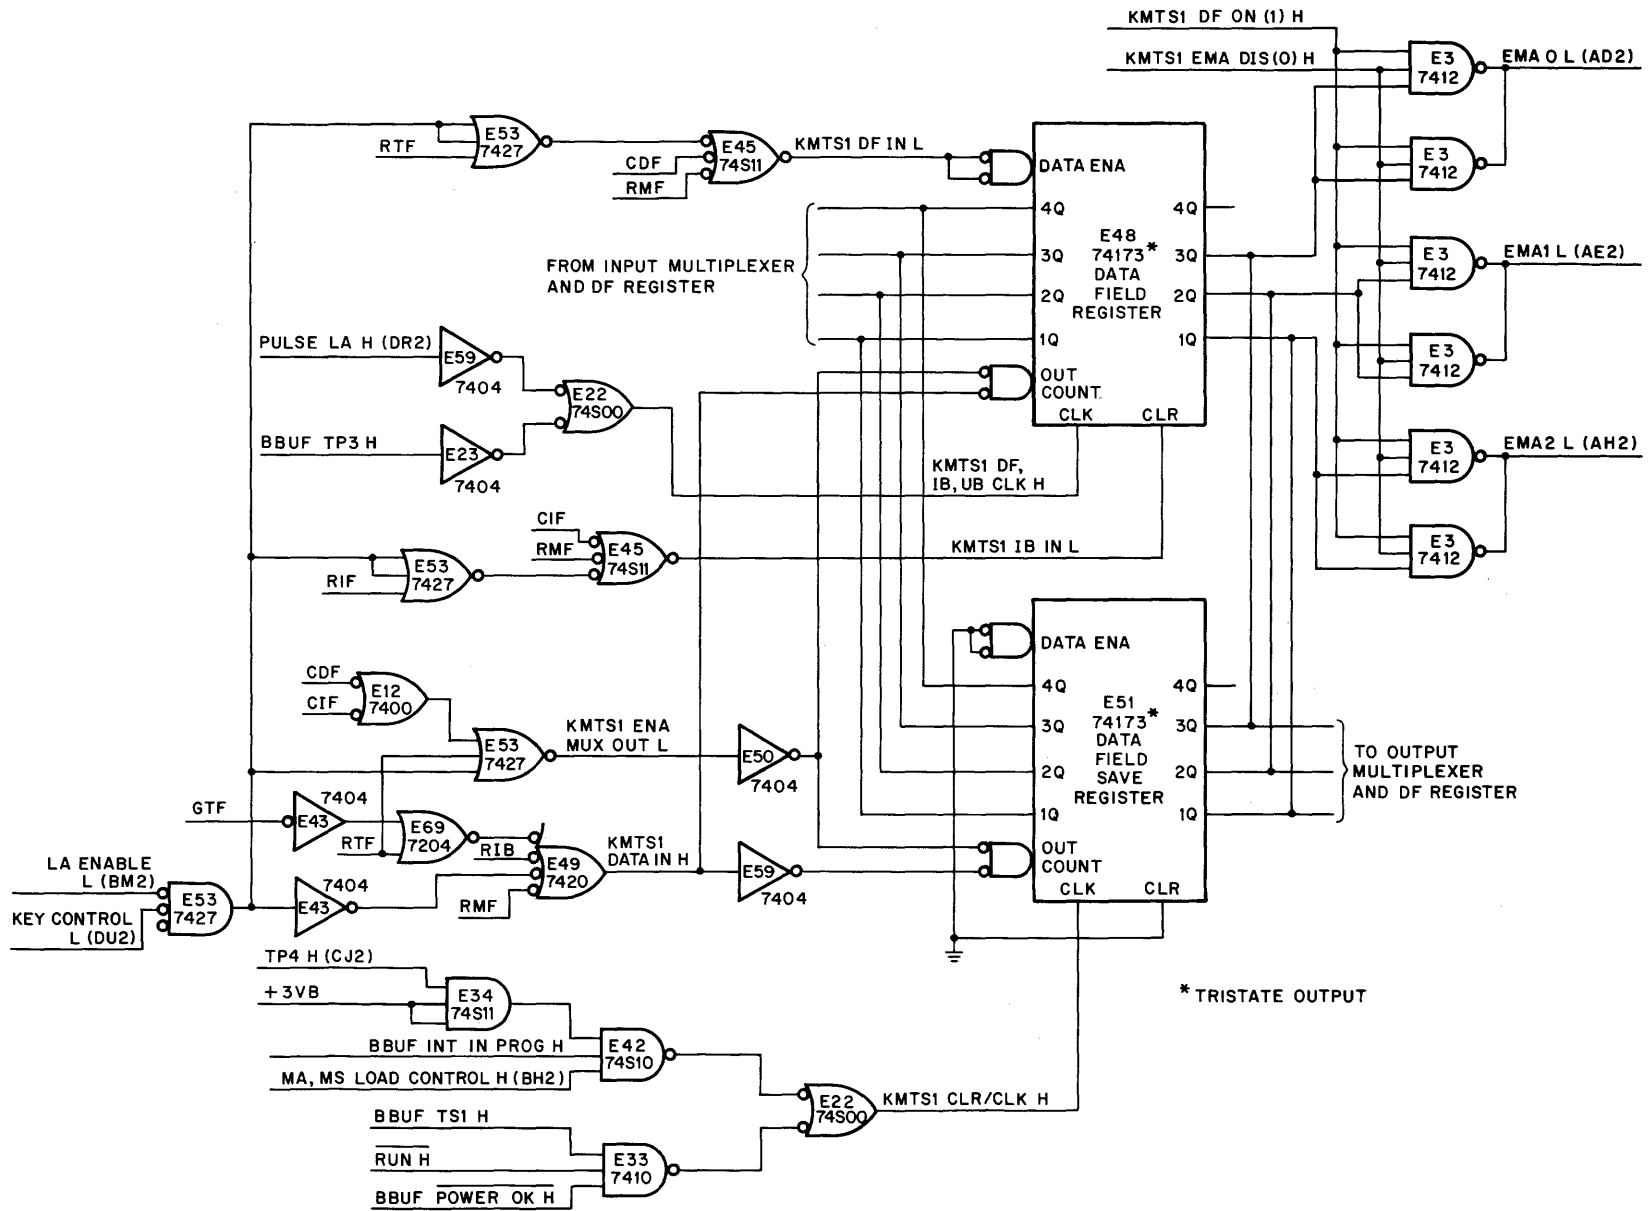 KMTS1 DF ON (1) H
KMTS1 EMA DIS(0) H
E3
7412
EMA 0 L (AD2)
E3
7412
E3
7412
EMA1 L (AE2)
E3
7412
E3
7412
EMA2 L (AH2)
E3
7412
RTF
E53
7427
CDF
RMF
E45
74S11
KMTS1 DF IN L
DATA ENA
4Q
3Q
2Q
1Q
E48
74173*
DATA
FIELD
REGISTER
4Q
3Q
2Q
1Q
OUT
COUNT
CLK
CLR
FROM INPUT MULTIPLEXER
AND DF REGISTER
PULSE LA H (DR2)
E59
7404
BBUF TP3 H
E23
7404
E22
74S00
KMTS1 DF,
IB, UB CLK H
CIF
RMF
E45
74S11
KMTS1 IB IN L
RIF
E53
7427
CDF
CIF
E12
7400
E53
7427
KMTS1 ENA
MUX OUT L
E50
7404
GTF
7404
E43
RTF
E69
7204
RIB
E49
7420
RMF
KMTS1
DATA IN H
E59
7404
LA ENABLE
L (BM2)
KEY CONTROL
L (DU2)
E53
7427
7404
E43
DATA ENA
4Q
3Q
2Q
1Q
E51
74173*
DATA
FIELD
SAVE
REGISTER
4Q
3Q
2Q
1Q
OUT
COUNT
CLK
CLR
TO OUTPUT
MULTIPLEXER
AND DF REGISTER
TP4 H (CJ2)
+3VB
E34
74S11
BBUF INT IN PROG H
MA, MS LOAD CONTROL H (BH2)
E42
74S10
BBUF TS1 H
RUN H
BBUF POWER OK H
E33
7410
E22
74S00
KMTS1 CLR/CLK H
*TRISTATE OUTPUT